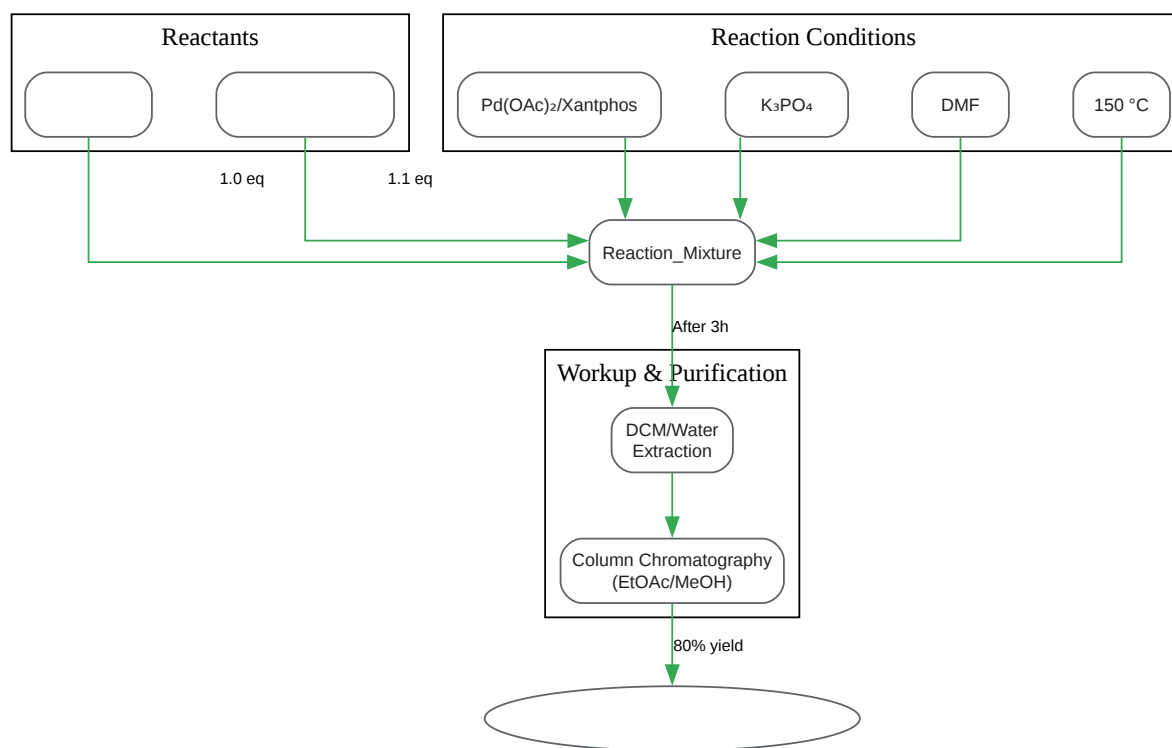 Reactants
Reaction Conditions
Pd(OAc)₂/Xantphos
K₃PO₄
DMF
150 °C
1.0 eq
1.1 eq
Reaction_Mixture
After 3h
Workup & Purification
DCM/Water
Extraction
Column Chromatography
(EtOAc/MeOH)
80% yield